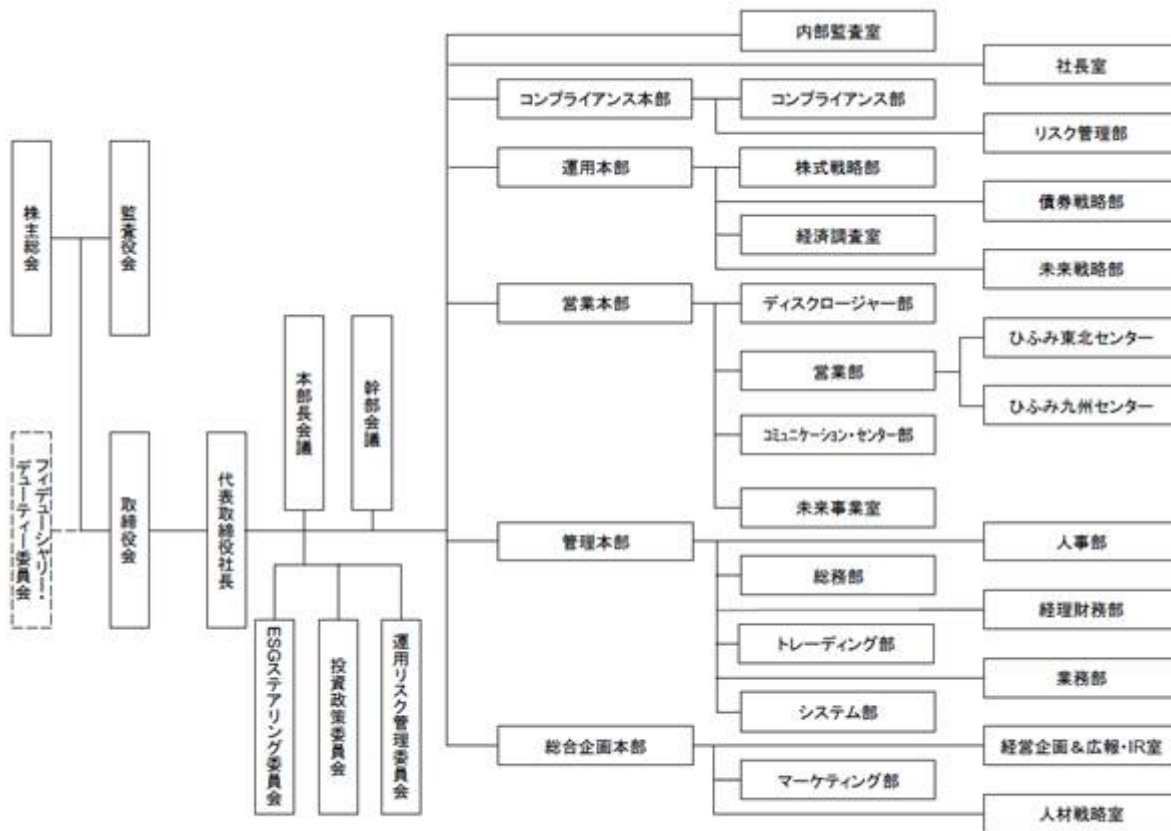 内部監査室
社長室
コンプライアンス本部
コンプライアンス部
リスク管理部
運用本部
株式戦略部
債券戦略部
経済調査室
未来戦略部
株主総会
監査役会
営業本部
ディスクロージャー部
営業部
ひふみ東北センター
ひふみ九州センター
コミュニケーション・センター部
未来事業室
本部長会議
幹部会議
フィデューシャリー・
デューティー委員会
取締役会
代表取締役社長
管理本部
人事部
総務部
経理財務部
トレーディング部
業務部
システム部
ESGステアリング委員会
投資政策委員会
運用リスク管理委員会
総合企画本部
経営企画&広報・IR室
マーケティング部
人材戦略室